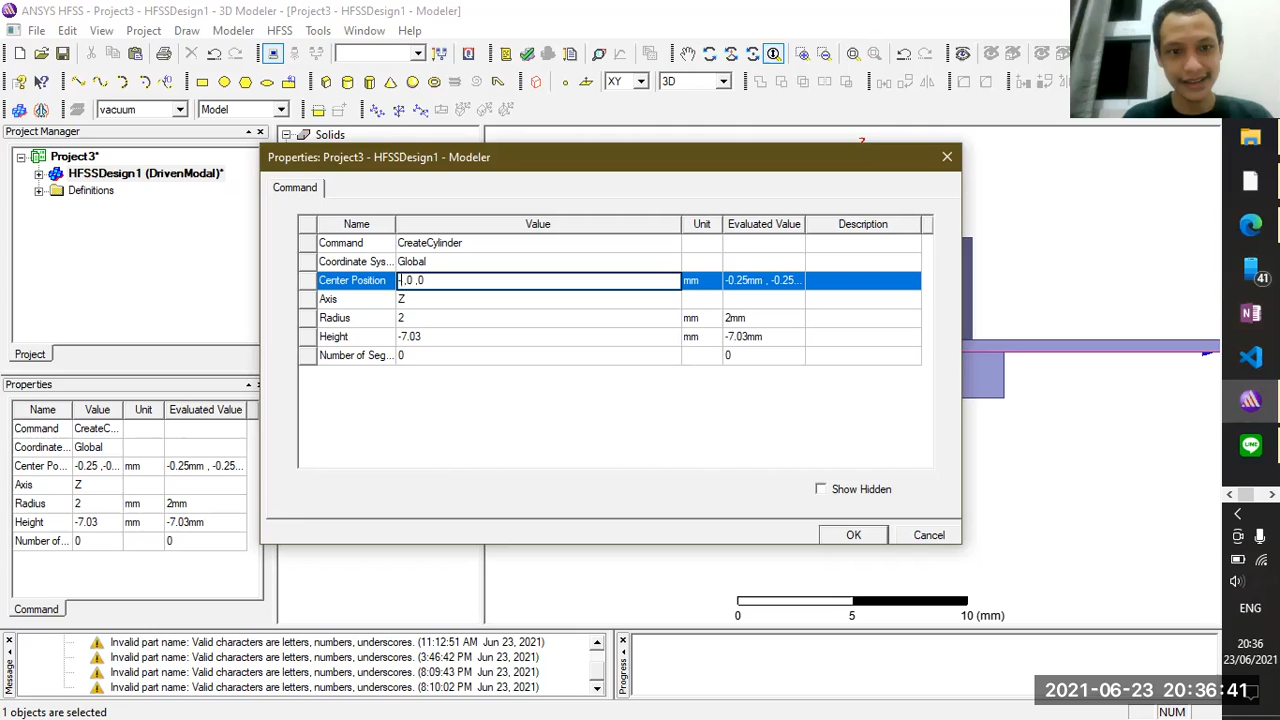 ANSYS HFSS - Project3 - HFSSDesign1 - 3D Modeler - [Project3 - HFSSDesign1 - Modeler]
File Edit View Project Draw Modeler HFSS Tools Window Help
XY 3D
vacuum Model
Project Manager
Project3*
HFSSDesign1 (DrivenModal)*
Definitions
Project
Solids
Properties
Name Value Unit Evaluated Value
Command CreateC...
Coordinate... Global
Center Po... -0.25 ,-0... mm -0.25mm , -0.25...
Axis Z
Radius 2 mm 2mm
Height -7.03 mm -7.03mm
Number of... 0 0
Command
Properties: Project3 - HFSSDesign1 - Modeler
Command
Name Value Unit Evaluated Value Description
Command CreateCylinder
Coordinate Sys... Global
Center Position - ,0 ,0 mm -0.25mm , -0.25...
Axis Z
Radius 2 mm 2mm
Height -7.03 mm -7.03mm
Number of Seg... 0 0
Show Hidden
OK Cancel
Z
0 5 10 (mm)
Message
Invalid part name: Valid characters are letters, numbers, underscores. (11:12:51 AM Jun 23, 2021)
Invalid part name: Valid characters are letters, numbers, underscores. (3:46:42 PM Jun 23, 2021)
Invalid part name: Valid characters are letters, numbers, underscores. (8:09:43 PM Jun 23, 2021)
Invalid part name: Valid characters are letters, numbers, underscores. (8:10:02 PM Jun 23, 2021)
Progress
1 objects are selected
NUM
41
LINE
ENG
20:36
23/06/2021
2021-06-23 20:36:41